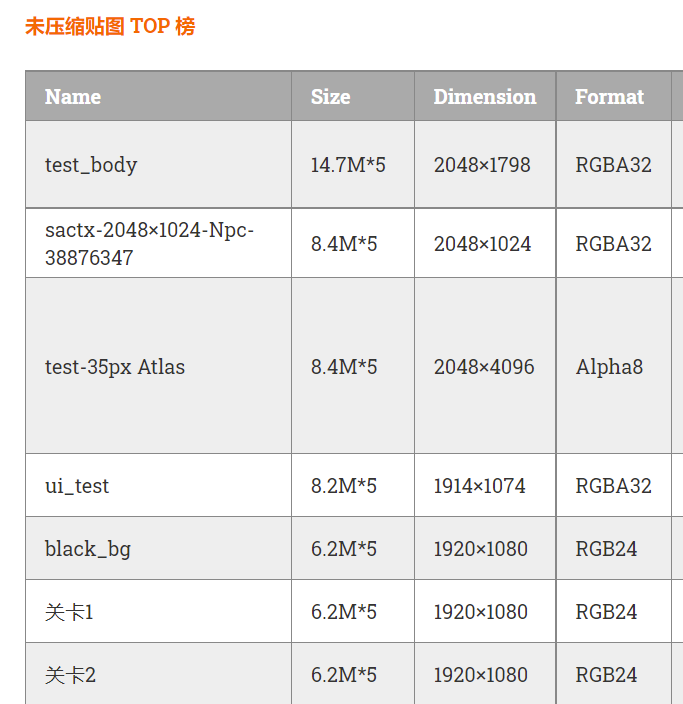 未压缩贴图 TOP 榜
Name Size Dimension Format
test_body 14.7M*5 2048×1798 RGBA32
sactx-2048×1024-Npc-
38876347 8.4M*5 2048×1024 RGBA32
test-35px Atlas 8.4M*5 2048×4096 Alpha8
ui_test 8.2M*5 1914×1074 RGBA32
black_bg 6.2M*5 1920×1080 RGB24
关卡1 6.2M*5 1920×1080 RGB24
关卡2 6.2M*5 1920×1080 RGB24